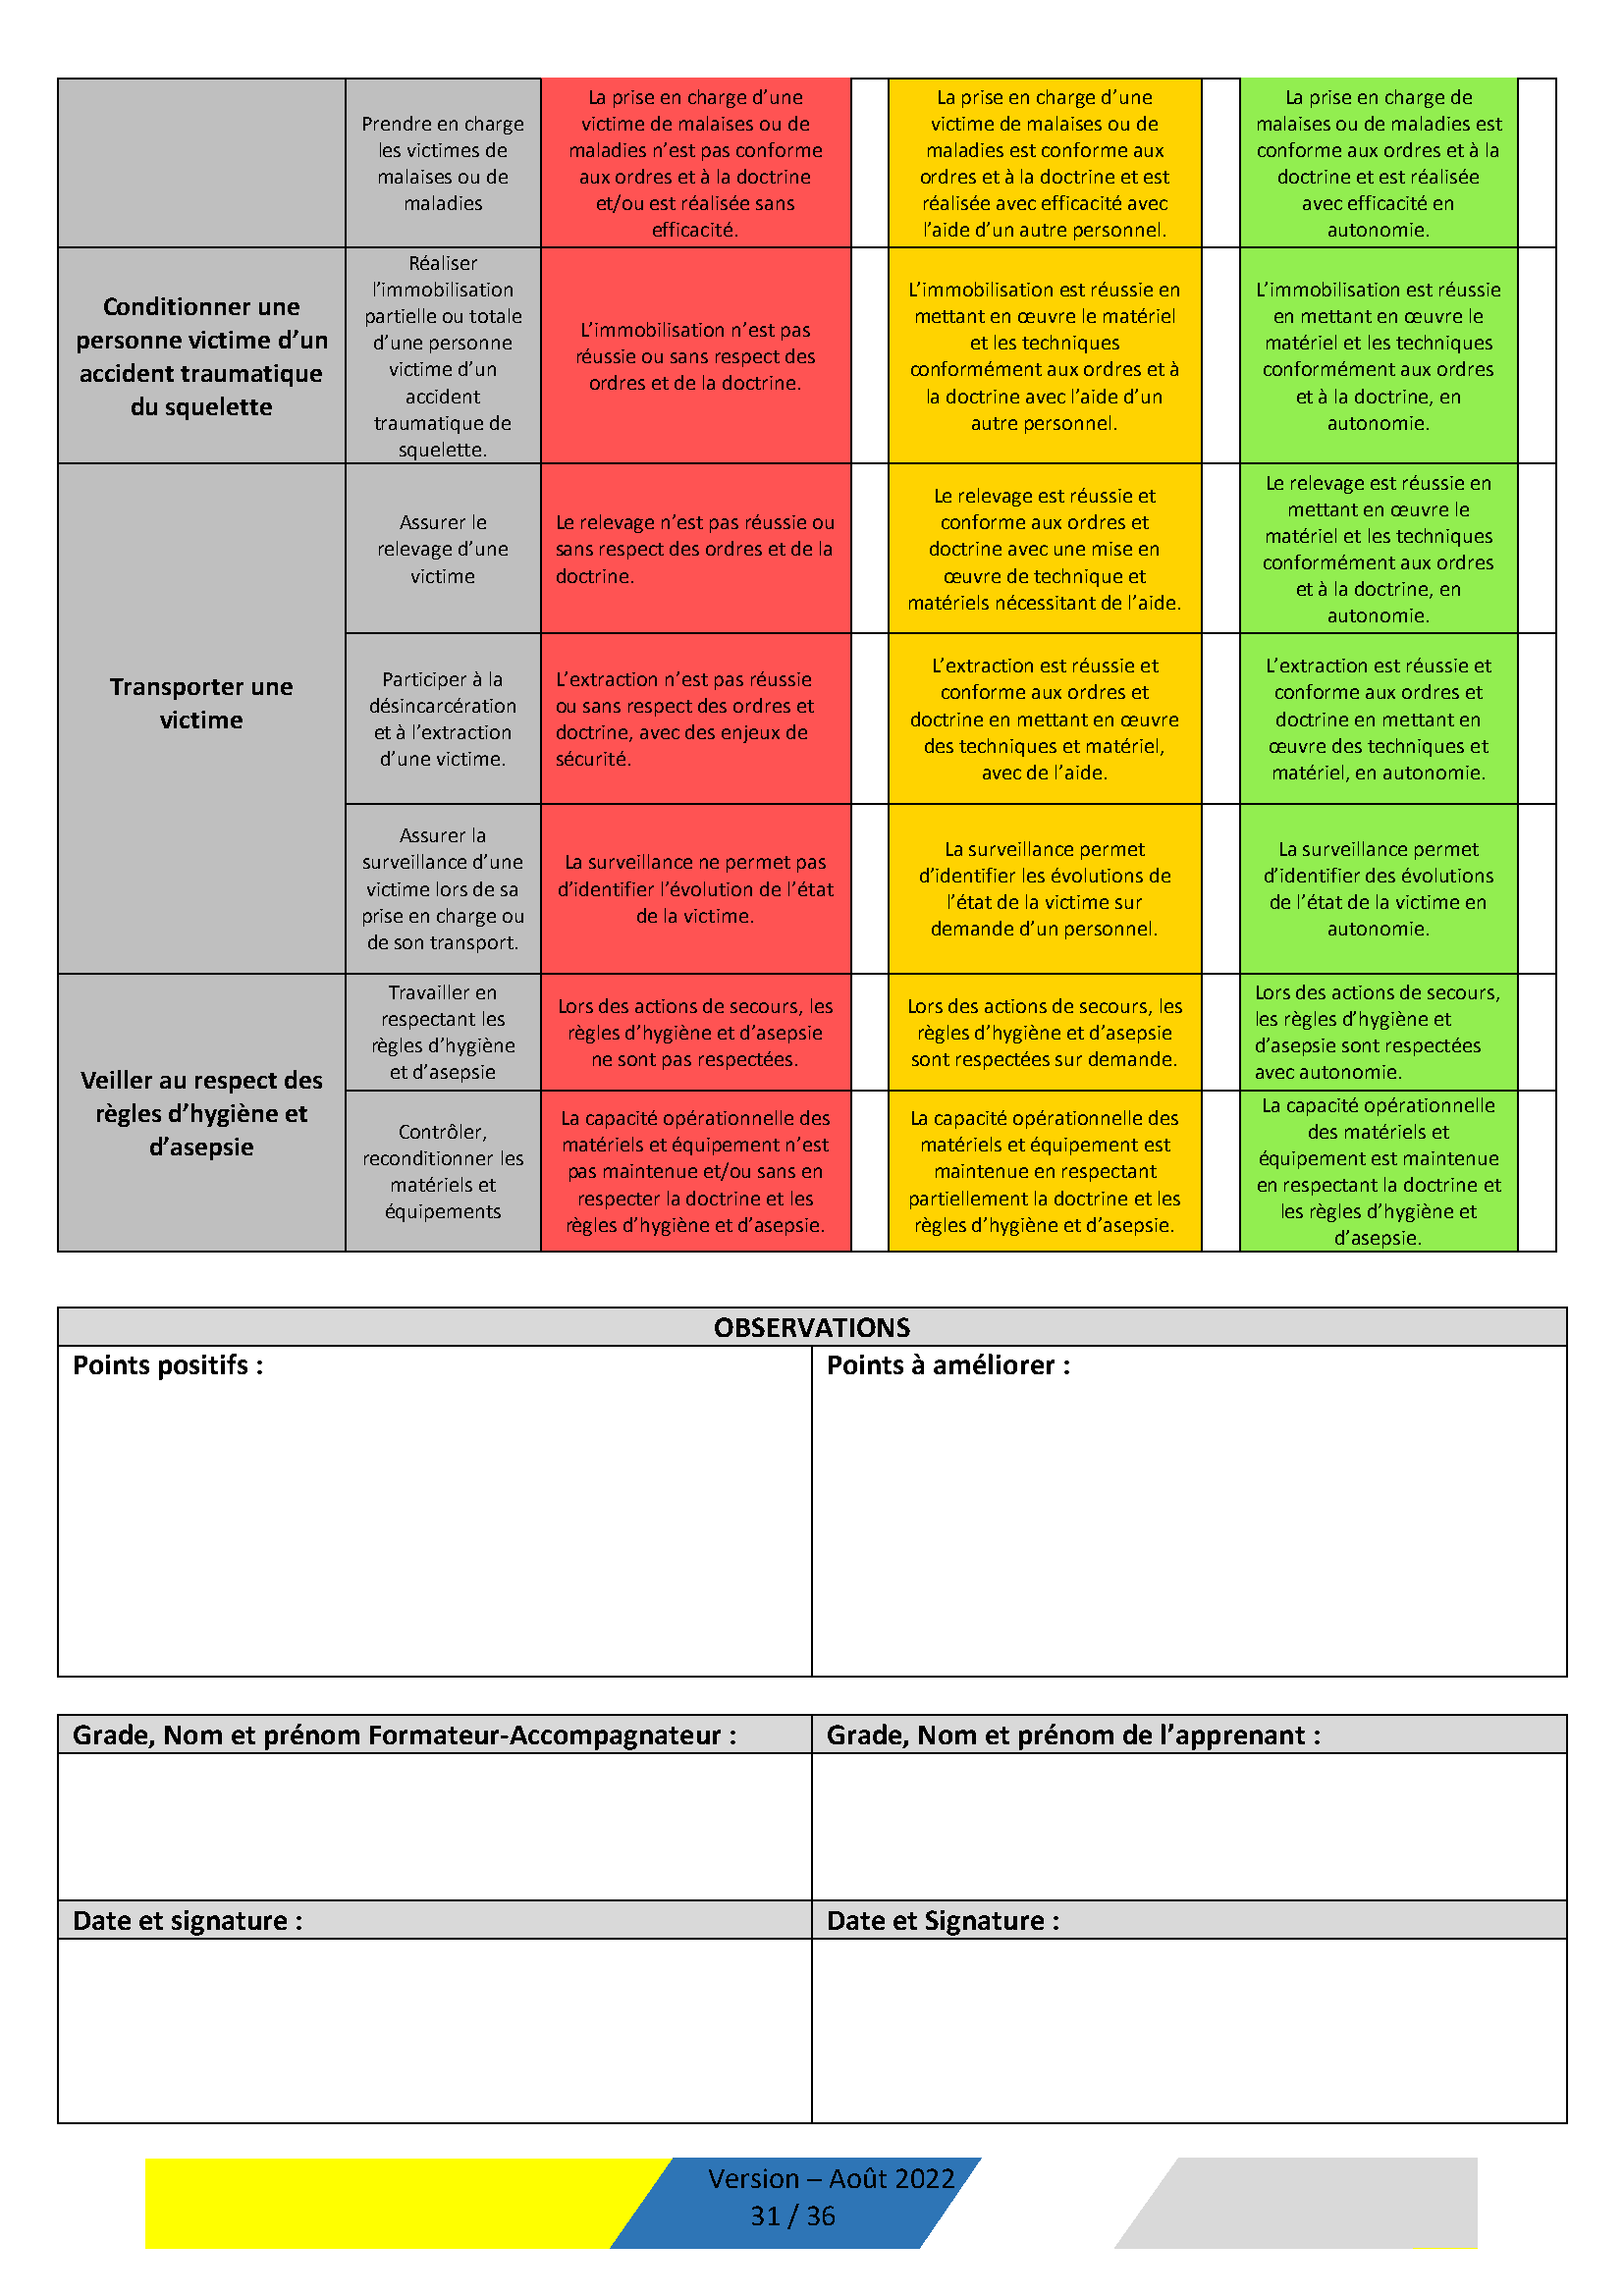 Prendre en charge
les victimes de
malaises ou de
maladies
La prise en charge d’une
victime de malaises ou de
maladies n’est pas conforme
aux ordres et à la doctrine
et/ou est réalisée sans
efficacité.
La prise en charge d’une
victime de malaises ou de
maladies est conforme aux
ordres et à la doctrine et est
réalisée avec efficacité avec
l’aide d’un autre personnel.
La prise en charge de
malaises ou de maladies est
conforme aux ordres et à la
doctrine et est réalisée
avec efficacité en
autonomie.
Conditionner une
personne victime d’un
accident traumatique
du squelette
Réaliser
l’immobilisation
partielle ou totale
d’une personne
victime d’un
accident
traumatique de
squelette.
L’immobilisation n’est pas
réussie ou sans respect des
ordres et de la doctrine.
L’immobilisation est réussie en
mettant en œuvre le matériel
et les techniques
conformément aux ordres et à
la doctrine avec l’aide d’un
autre personnel.
L’immobilisation est réussie
en mettant en œuvre le
matériel et les techniques
conformément aux ordres
et à la doctrine, en
autonomie.
Transporter une
victime
Assurer le
relevage d’une
victime
Le relevage n’est pas réussie ou
sans respect des ordres et de la
doctrine.
Le relevage est réussie et
conforme aux ordres et
doctrine avec une mise en
œuvre de technique et
matériels nécessitant de l’aide.
Le relevage est réussie en
mettant en œuvre le
matériel et les techniques
conformément aux ordres
et à la doctrine, en
autonomie.
Participer à la
désincarcération
et à l’extraction
d’une victime.
L’extraction n’est pas réussie
ou sans respect des ordres et
doctrine, avec des enjeux de
sécurité.
L’extraction est réussie et
conforme aux ordres et
doctrine en mettant en œuvre
des techniques et matériel,
avec de l’aide.
L’extraction est réussie et
conforme aux ordres et
doctrine en mettant en
œuvre des techniques et
matériel, en autonomie.
Assurer la
surveillance d’une
victime lors de sa
prise en charge ou
de son transport.
La surveillance ne permet pas
d’identifier l’évolution de l’état
de la victime.
La surveillance permet
d’identifier les évolutions de
l’état de la victime sur
demande d’un personnel.
La surveillance permet
d’identifier des évolutions
de l’état de la victime en
autonomie.
Veiller au respect des
règles d’hygiène et
d’asepsie
Travailler en
respectant les
règles d’hygiène
et d’asepsie
Lors des actions de secours, les
règles d’hygiène et d’asepsie
ne sont pas respectées.
Lors des actions de secours, les
règles d’hygiène et d’asepsie
sont respectées sur demande.
Lors des actions de secours,
les règles d’hygiène et
d’asepsie sont respectées
avec autonomie.
Contrôler,
reconditionner les
matériels et
équipements
La capacité opérationnelle des
matériels et équipement n’est
pas maintenue et/ou sans en
respecter la doctrine et les
règles d’hygiène et d’asepsie.
La capacité opérationnelle des
matériels et équipement est
maintenue en respectant
partiellement la doctrine et les
règles d’hygiène et d’asepsie.
La capacité opérationnelle
des matériels et
équipement est maintenue
en respectant la doctrine et
les règles d’hygiène et
d’asepsie.
OBSERVATIONS
Points positifs :
Points à améliorer :
Grade, Nom et prénom Formateur-Accompagnateur :
Grade, Nom et prénom de l’apprenant :
Date et signature :
Date et Signature :
Version – Août 2022
31 / 36